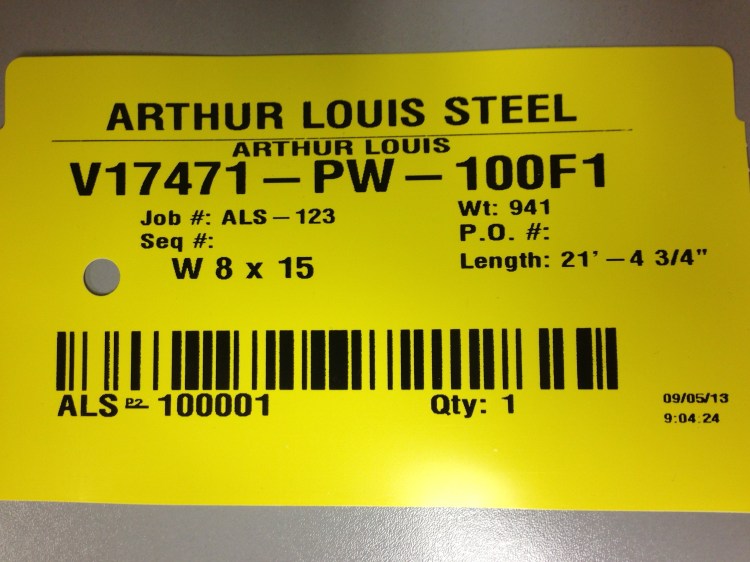 ARTHUR LOUIS STEEL
ARTHUR LOUIS
V17471-PW-100F1
Job #: ALS-123
Wt: 941
Seq #:
P.O. #:
W 8 x 15
Length: 21'-4 3/4"
ALS P2- 100001
Qty: 1
09/05/13
9:04:24